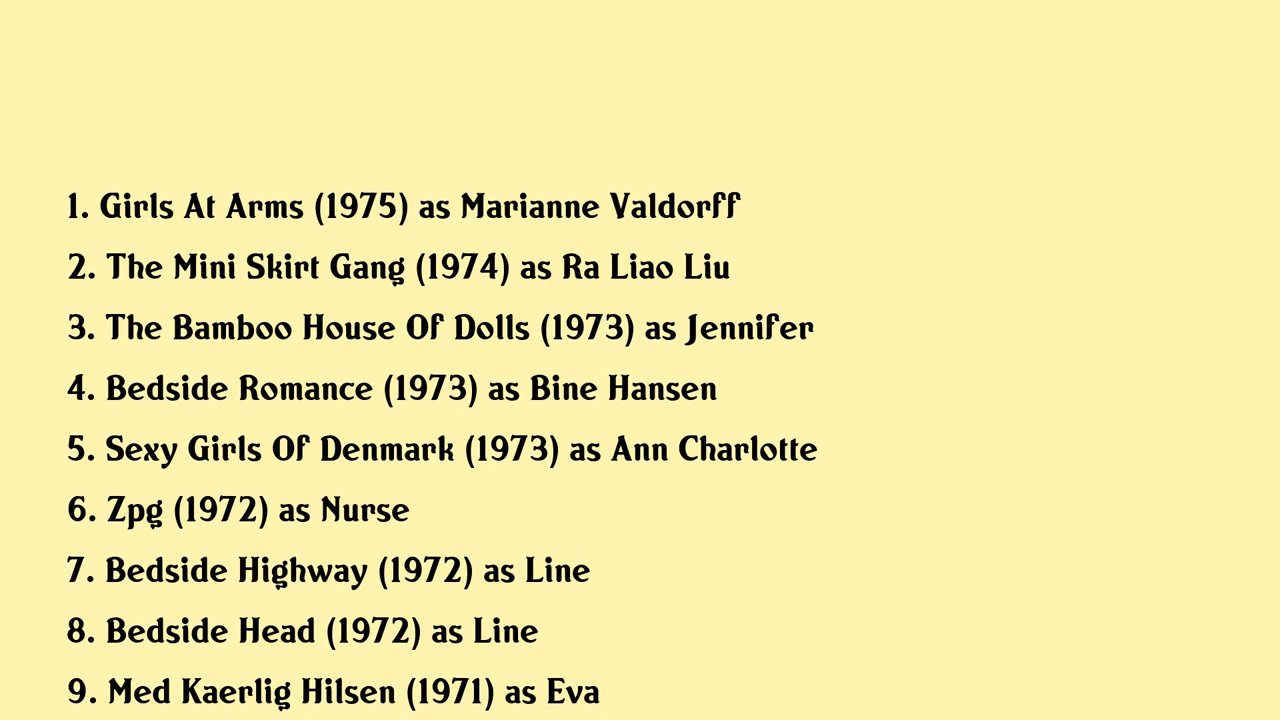 1. Girls At Arms (1975) as Marianne Valdorff
2. The Mini Skirt Gang (1974) as Ra Liao Liu
3. The Bamboo House Of Dolls (1973) as Jennifer
4. Bedside Romance (1973) as Bine Hansen
5. Sexy Girls Of Denmark (1973) as Ann Charlotte
6. Zpg (1972) as Nurse
7. Bedside Highway (1972) as Line
8. Bedside Head (1972) as Line
9. Med Kaerlig Hilsen (1971) as Eva